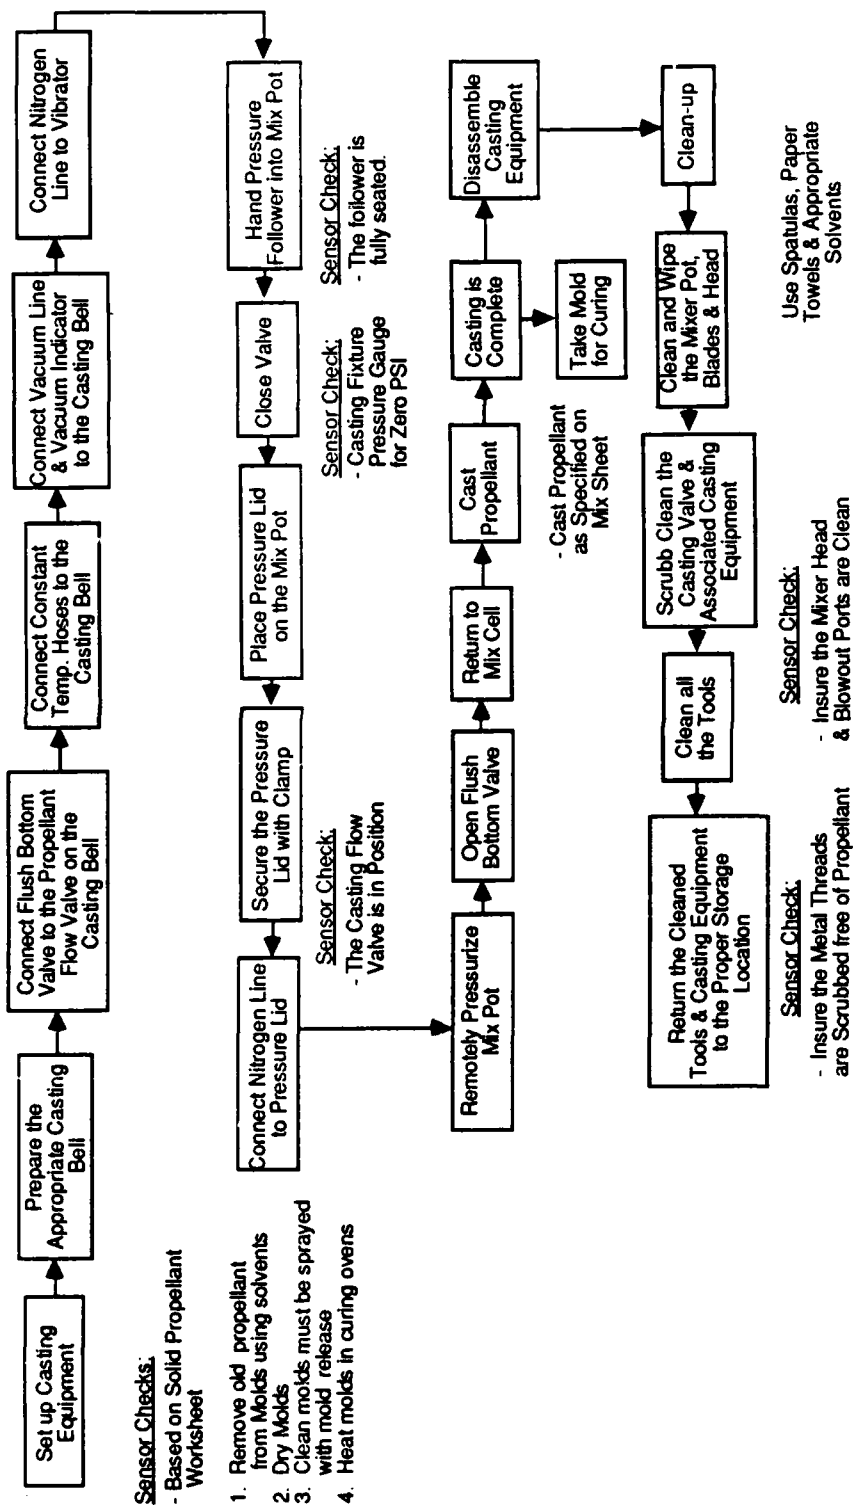 Set up Casting
Equipment
Prepare the
Appropriate Casting
Bell
Connect Flush Bottom
Valve to the Propellant
Flow Valve on the
Casting Bell
Connect Constant
Temp. Hoses to the
Casting Bell
Connect Vacuum Line
& Vacuum Indicator
to the Casting Bell
Connect Nitrogen
Line to Vibrator
Sensor Checks:
- Based on Solid Propellant
Worksheet
1. Remove old propellant
from Molds using solvents
2. Dry Molds
3. Clean molds must be sprayed
with mold release
4. Heat molds in curing ovens
Hand Pressure
Follower into Mix Pot
Sensor Check:
- The follower is
fully seated.
Close Valve
Sensor Check:
- Casting Fixture
Pressure Gauge
for Zero PSI
Place Pressure Lid
on the Mix Pot
Secure the Pressure
Lid with Clamp
Sensor Check:
- The Casting Flow
Valve is in Position
Connect Nitrogen Line
to Pressure Lid
Remotely Pressurize
Mix Pot
Open Flush
Bottom Valve
Return to
Mix Cell
Cast
Propellant
- Cast Propellant
as Specified on
Mix Sheet
Casting is
Complete
Take Mold
for Curing
Disassemble
Casting
Equipment
Clean-up
Clean and Wipe
the Mixer Pot,
Blades & Head
Use Spatulas, Paper
Towels & Appropriate
Solvents
Scrubb Clean the
Casting Valve &
Associated Casting
Equipment
Sensor Check:
- Insure the Mixer Head
& Blowout Ports are Clean
Clean all
the Tools
Return the Cleaned
Tools & Casting Equipment
to the Proper Storage
Location
Sensor Check:
- Insure the Metal Threads
are Scrubbed free of Propellant